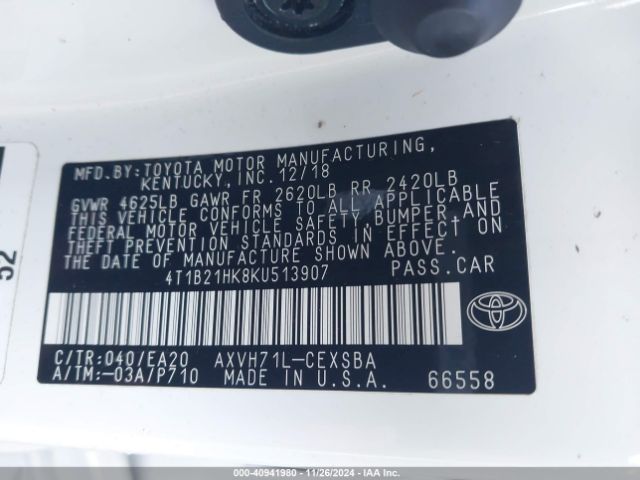 MFD.BY:TOYOTA MOTOR MANUFACTURING,
KENTUCKY, INC. 12/18
GVWR 4625LB GAWR FR 2620LB RR 2420LB
THIS VEHICLE CONFORMS TO ALL APPLICABLE
FEDERAL MOTOR VEHICLE SAFETY,BUMPER,AND
THEFT PREVENTION STANDARDS IN EFFECT ON
THE DATE OF MANUFACTURE SHOWN ABOVE.
4T1B21HK8KU513907 PASS.CAR
C/TR:040/EA20 AXVH71L-CEXSBA
A/TM:-03A/P710 MADE IN U.S.A. 66558
52
000-40941980 - 11/26/2024 - IAAI.COM